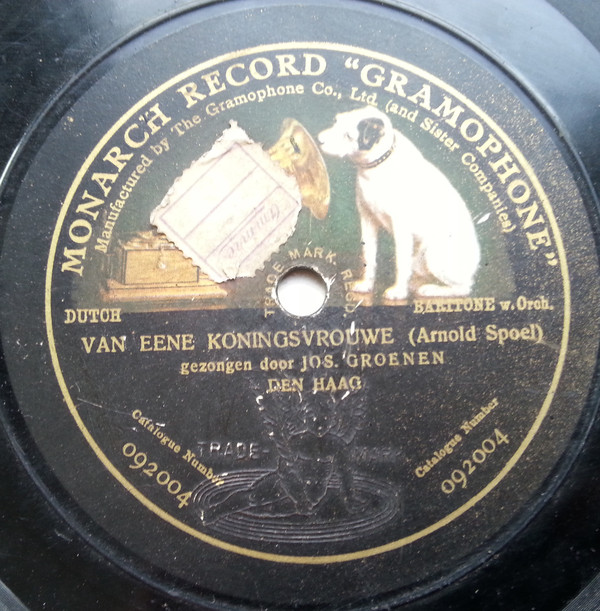 MONARCH RECORD "GRAMOPHONE"
Manufactured by The Gramophone Co., Ltd. (and Sister Companies)
TRADE MARK REGD
DUTCH
BARITONE w. Orch.
VAN EENE KONINGSVROUWE (Arnold Spoel)
gezongen door JOS. GROENEN
DEN HAAG
Catalogue Number
092004
Catalogue Number
092004
TRADE-MARK